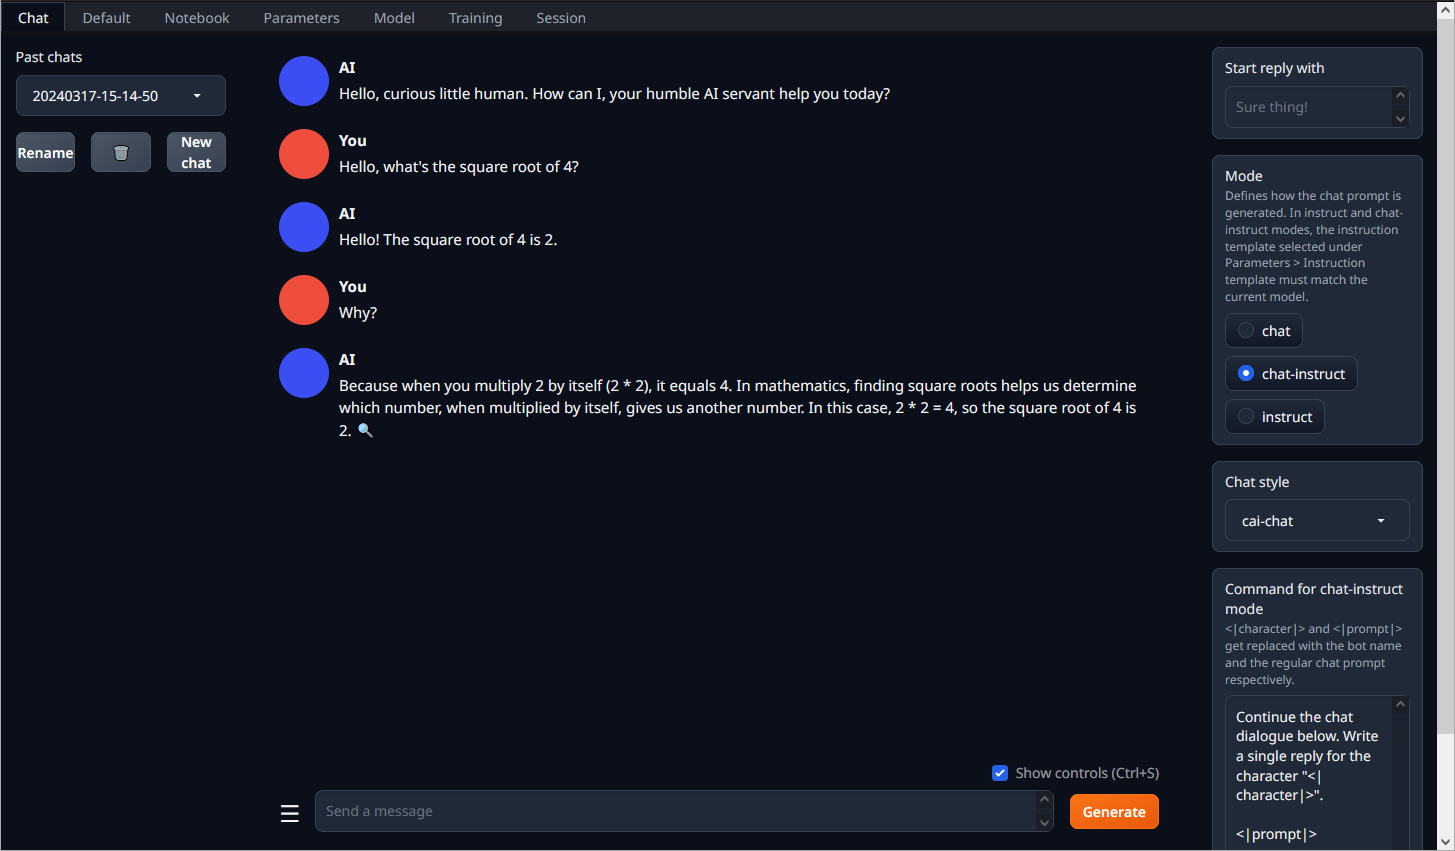 Chat Default Notebook Parameters Model Training Session
Past chats
20240317-15-14-50
Rename
New
chat
AI
Hello, curious little human. How can I, your humble AI servant help you today?
You
Hello, what's the square root of 4?
AI
Hello! The square root of 4 is 2.
You
Why?
AI
Because when you multiply 2 by itself (2 * 2), it equals 4. In mathematics, finding square roots helps us determine
which number, when multiplied by itself, gives us another number. In this case, 2 * 2 = 4, so the square root of 4 is
2. 🔍
Show controls (Ctrl+S)
Send a message
Generate
Start reply with
Sure thing!
Mode
Defines how the chat prompt is
generated. In instruct and chat-
instruct modes, the instruction
template selected under
Parameters > Instruction
template must match the
current model.
chat
chat-instruct
instruct
Chat style
cai-chat
Command for chat-instruct
mode
<|character|> and <|prompt|>
get replaced with the bot name
and the regular chat prompt
respectively.
Continue the chat
dialogue below. Write
a single reply for the
character "<|
character|>".
<|prompt|>